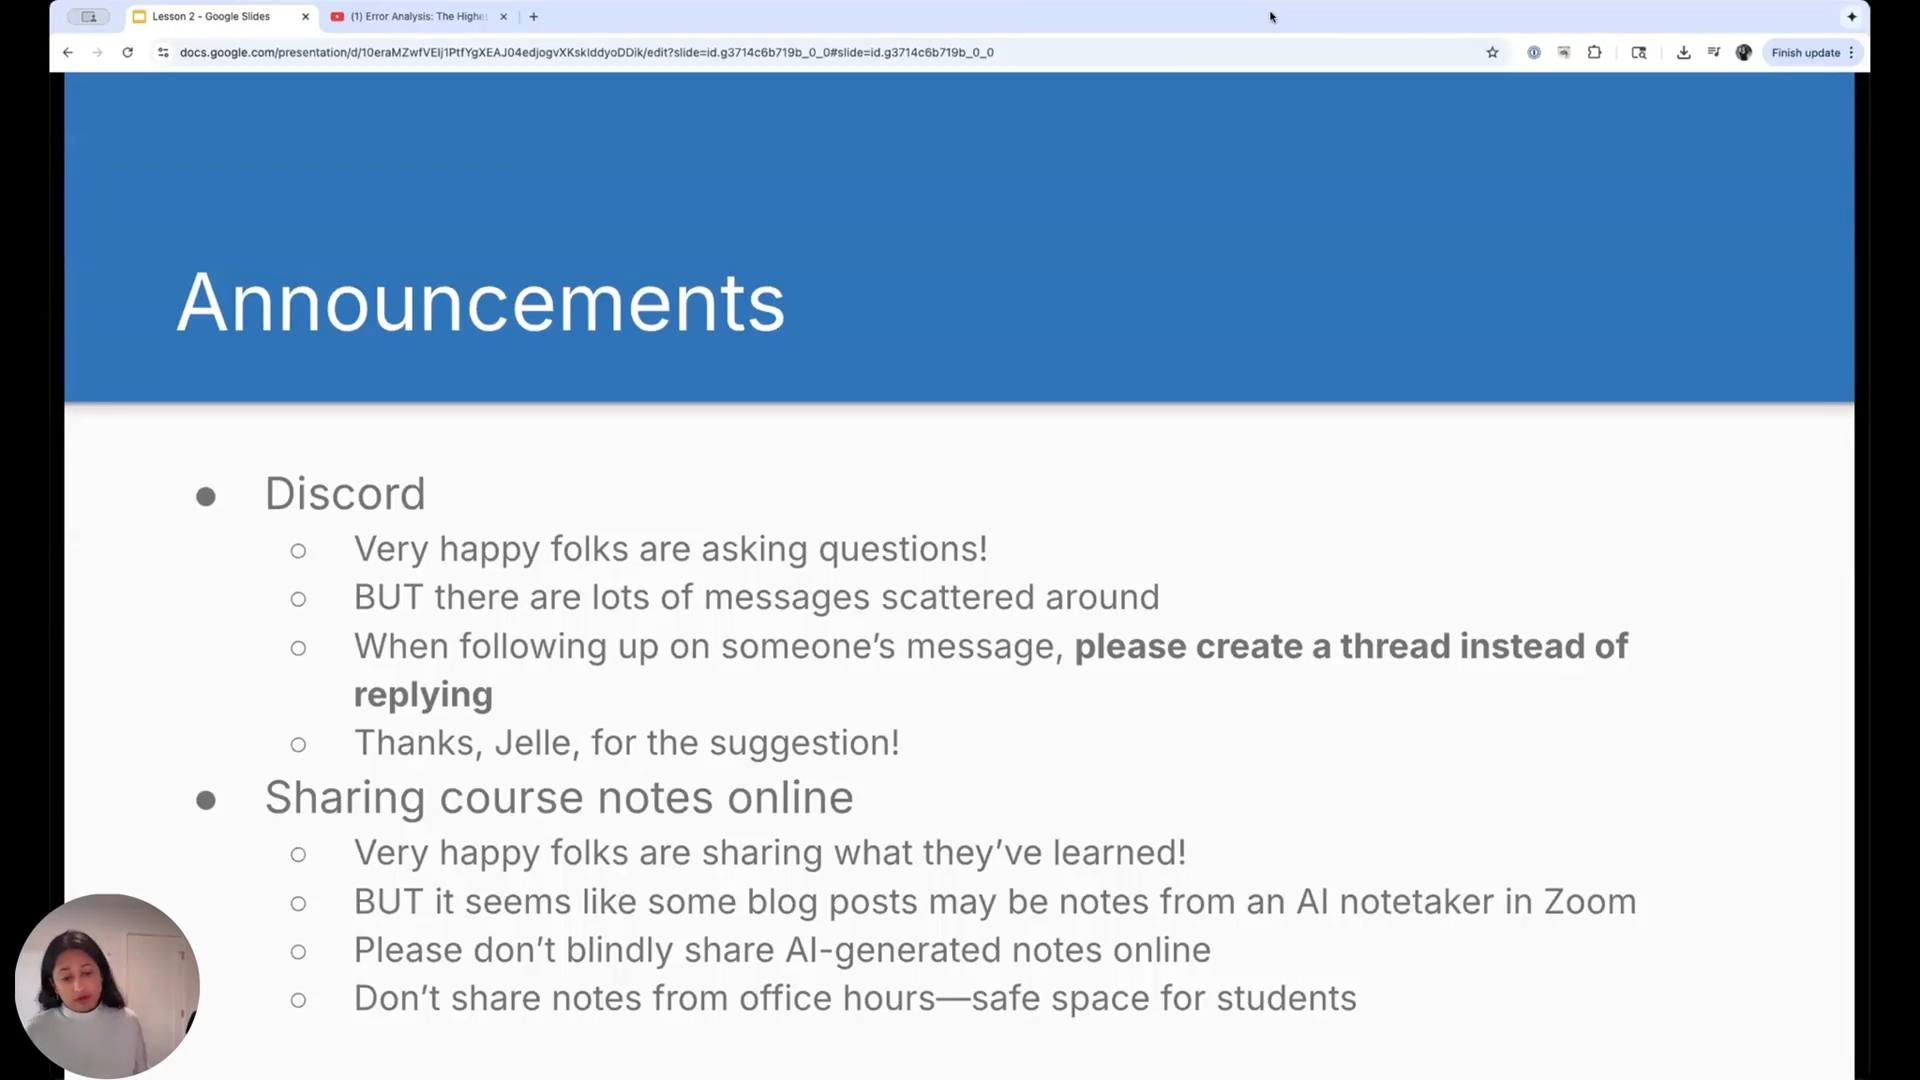 Lesson 2 - Google Slides
(1) Error Analysis: The Highe
docs.google.com/presentation/d/10eraMZwfVEIj1PtfYgXEAJ04edjogvXKskIddyoDDik/edit?slide=id.g3714c6b719b_0_0#slide=id.g3714c6b719b_0_0
Finish update
Announcements
● Discord
○ Very happy folks are asking questions!
○ BUT there are lots of messages scattered around
○ When following up on someone’s message, please create a thread instead of
replying
○ Thanks, Jelle, for the suggestion!
● Sharing course notes online
○ Very happy folks are sharing what they’ve learned!
○ BUT it seems like some blog posts may be notes from an AI notetaker in Zoom
○ Please don’t blindly share AI-generated notes online
○ Don’t share notes from office hours—safe space for students